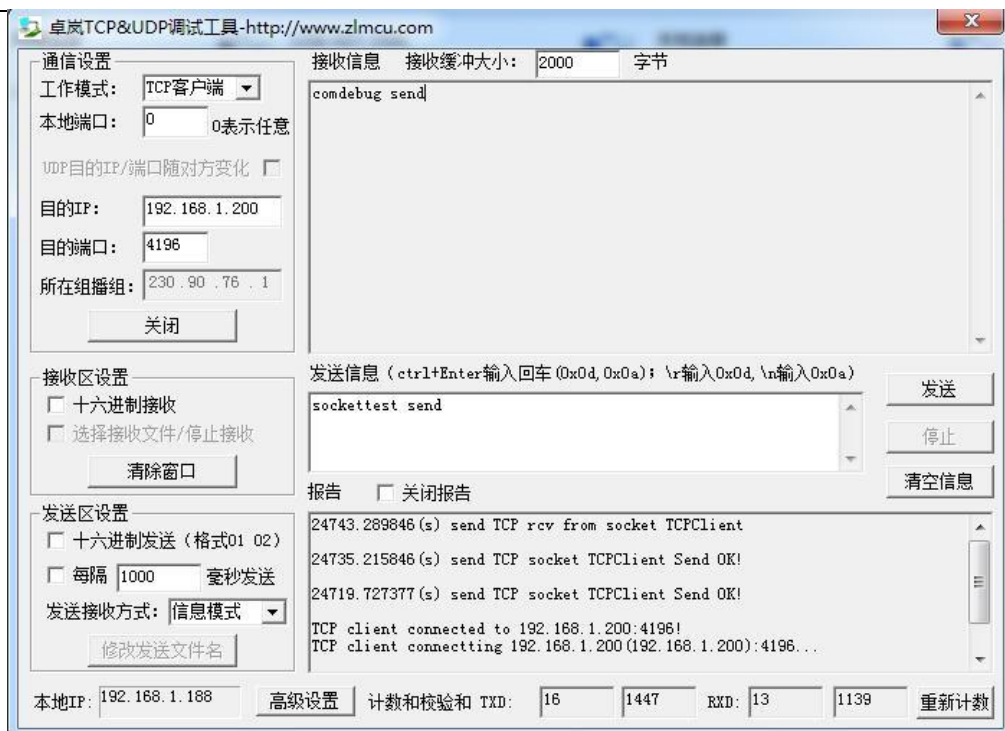 卓岚TCP&UDP调试工具-http://www.zlmcu.com
通信设置
工作模式: TCP客户端
本地端口: 0 0表示任意
UDP目的IP/端口随对方变化
目的IP: 192.168.1.200
目的端口: 4196
所在组播组: 230.90.76.1
关闭
接收信息 接收缓冲大小: 2000 字节
comdebug send
接收区设置
十六进制接收
选择接收文件/停止接收
清除窗口
发送信息（ctrl+Enter输入回车(0x0d,0x0a); \r输入0x0d,\n输入0x0a）
sockettest send
发送
停止
清空信息
发送区设置
十六进制发送（格式01 02）
每隔 1000 毫秒发送
发送接收方式: 信息模式
修改发送文件名
报告 关闭报告
24743.289846(s) send TCP rcv from socket TCPClient
24735.215846(s) send TCP socket TCPClient Send OK!
24719.727377(s) send TCP socket TCPClient Send OK!
TCP client connected to 192.168.1.200:4196!
TCP client connectting 192.168.1.200(192.168.1.200):4196...
本地IP: 192.168.1.188 高级设置 计数和校验和 TXD: 16 1447 RXD: 13 1139 重新计数